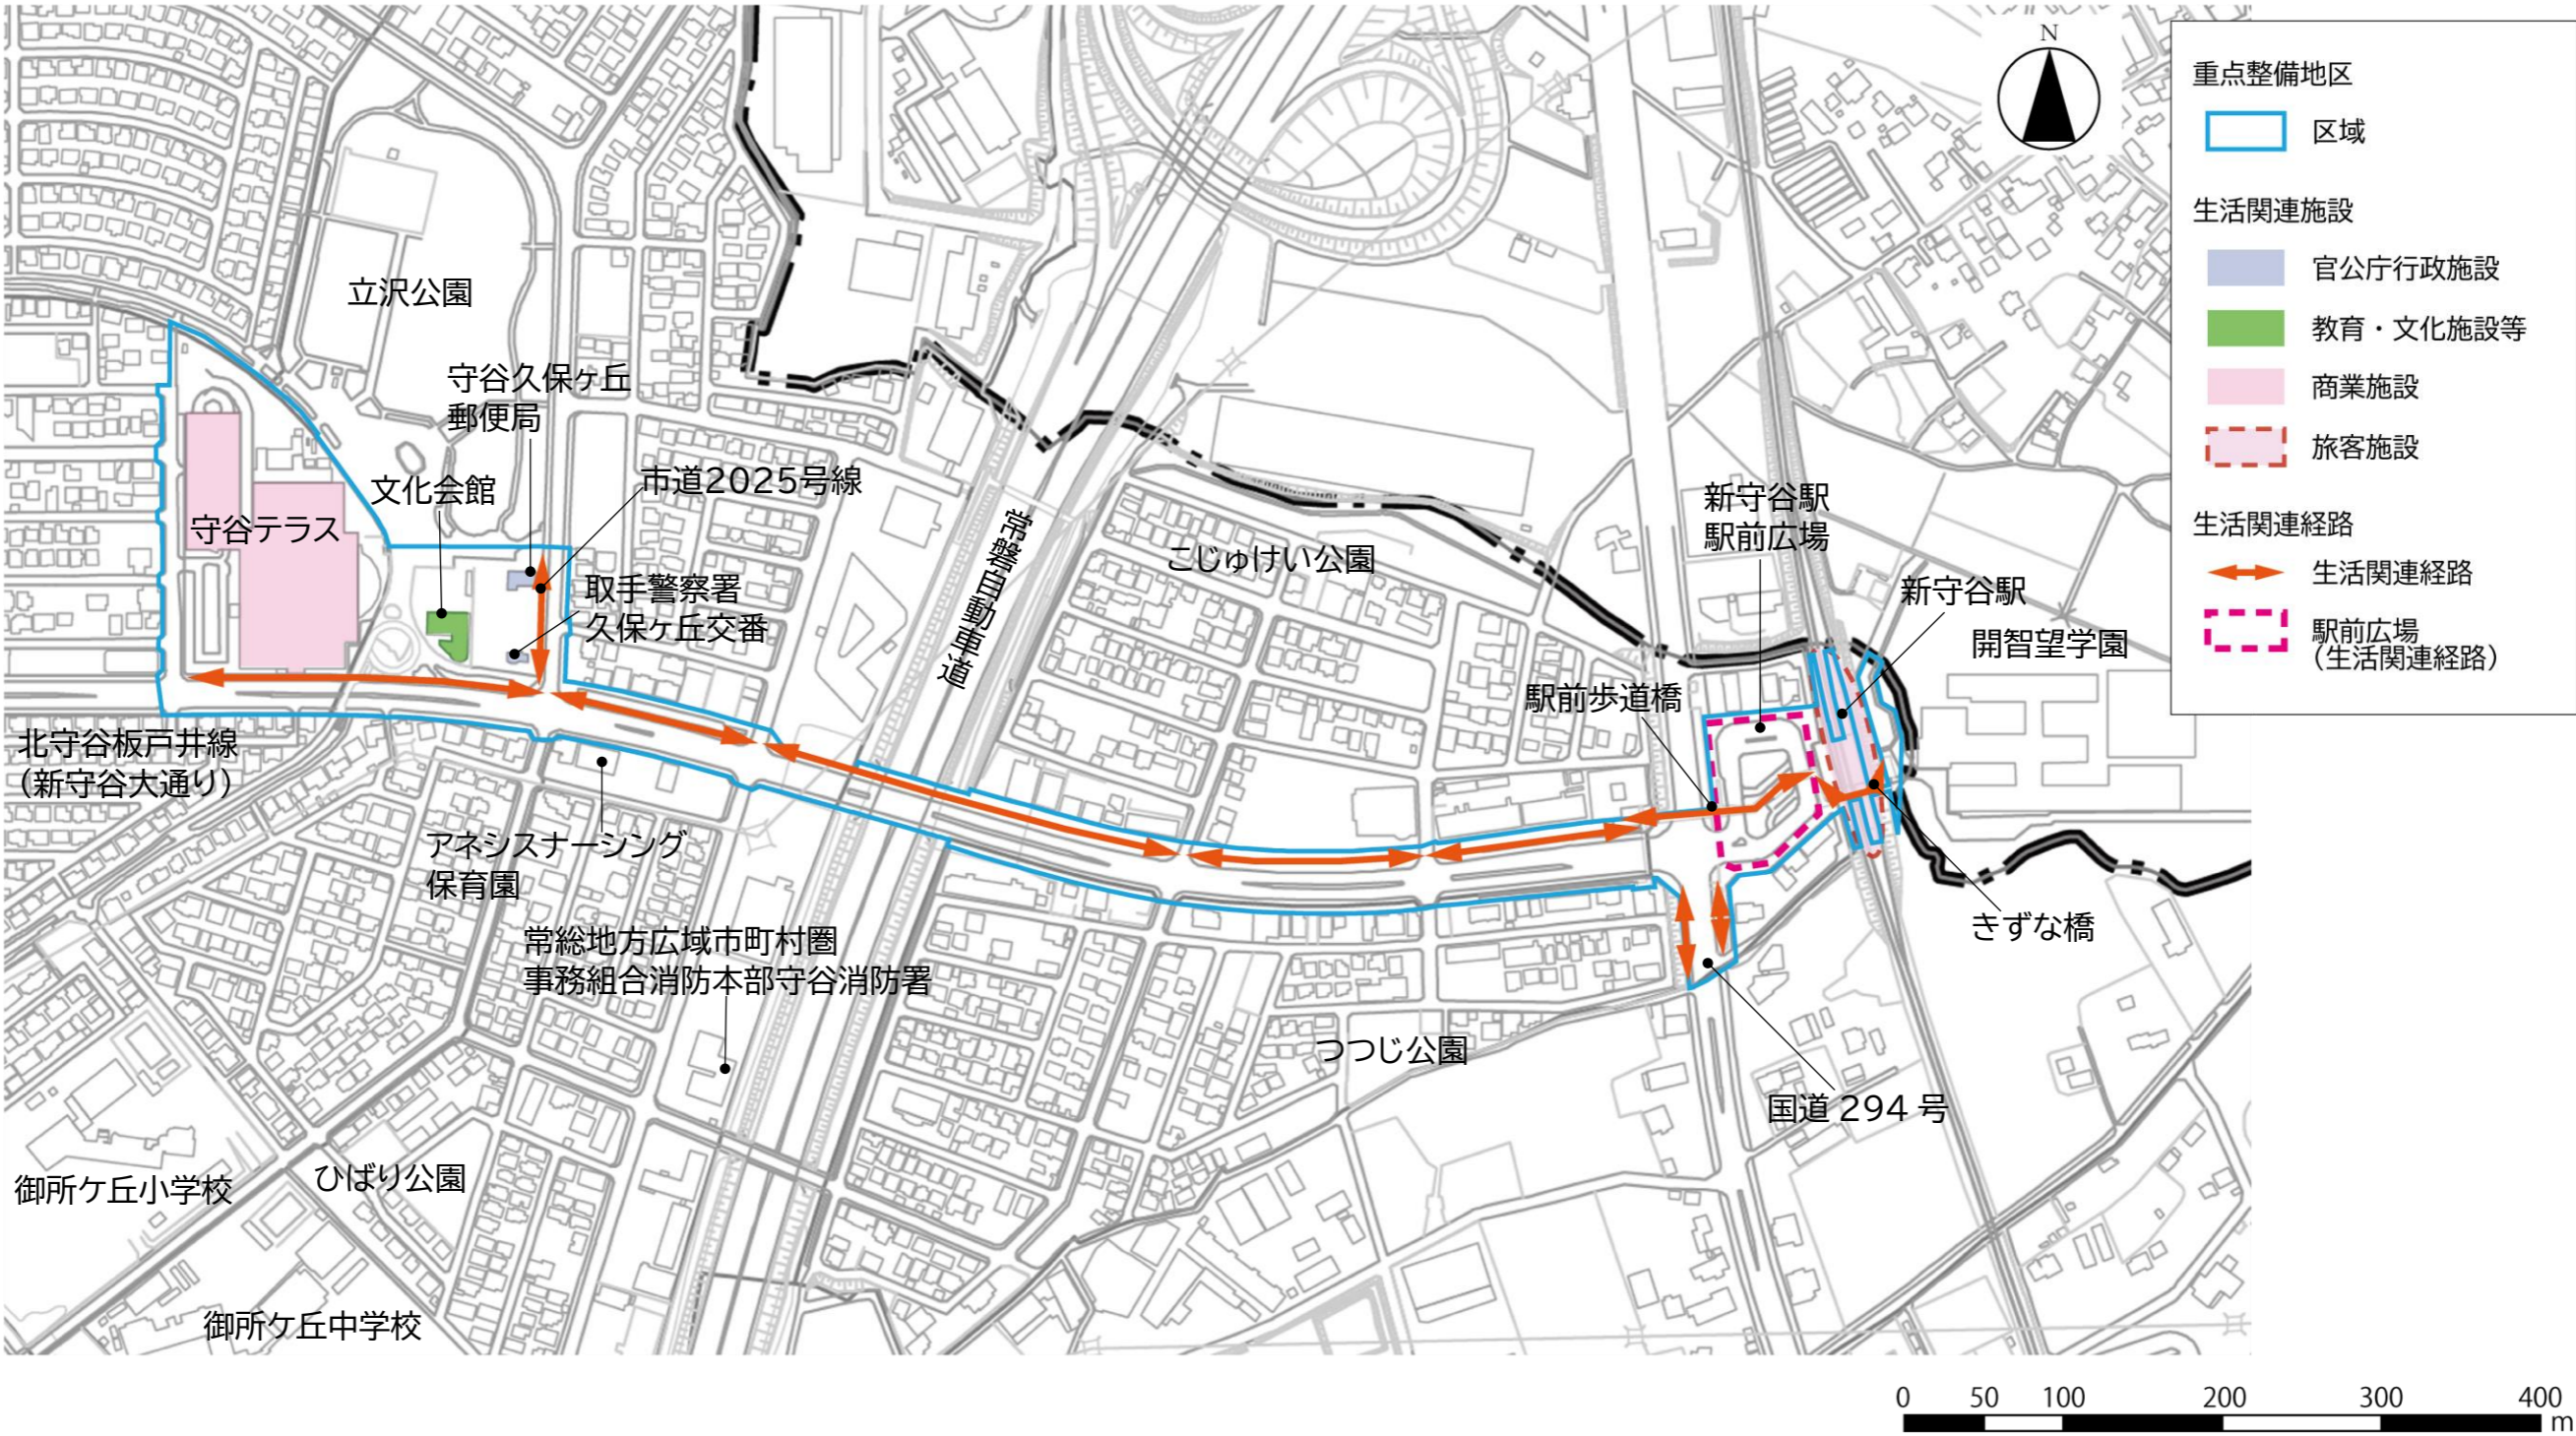 N
重点整備地区
区域
生活関連施設
官公庁行政施設
教育・文化施設等
商業施設
旅客施設
生活関連経路
生活関連経路
駅前広場
（生活関連経路）
立沢公園
守谷久保ヶ丘
郵便局
文化会館
市道2025号線
守谷テラス
取手警察署
久保ヶ丘交番
常磐自動車道
こじゅけい公園
新守谷駅
駅前広場
新守谷駅
開智望学園
駅前歩道橋
北守谷板戸井線
（新守谷大通り）
アネシスナーシング
保育園
常総地方広域市町村圏
事務組合消防本部守谷消防署
きずな橋
つつじ公園
国道294号
御所ケ丘小学校
ひばり公園
御所ケ丘中学校
0 50 100 200 300 400
m